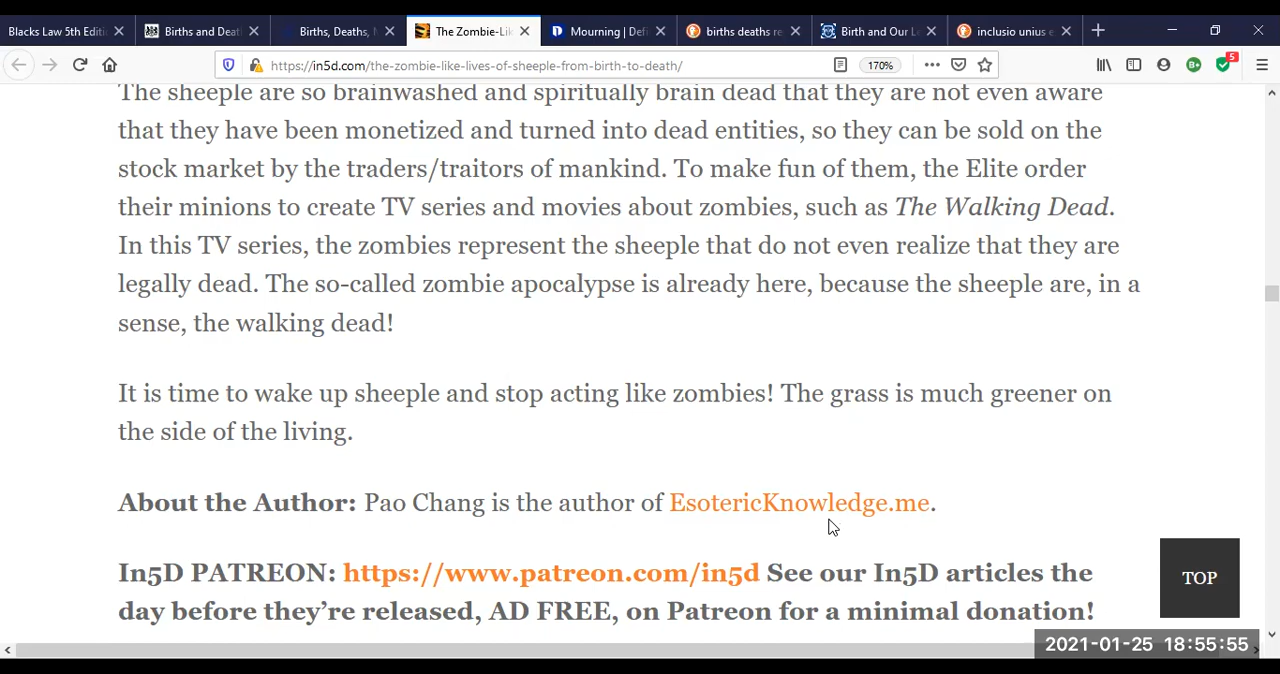 Blacks Law 5th Editi
Births and Deat
Births, Deaths, M
The Zombie-Lik
Mourning | Defi
births deaths re
Birth and Our Le
inclusio unius e
https://in5d.com/the-zombie-like-lives-of-sheeple-from-birth-to-death/
170%
5
The sheeple are so brainwashed and spiritually brain dead that they are not even aware
that they have been monetized and turned into dead entities, so they can be sold on the
stock market by the traders/traitors of mankind. To make fun of them, the Elite order
their minions to create TV series and movies about zombies, such as The Walking Dead.
In this TV series, the zombies represent the sheeple that do not even realize that they are
legally dead. The so-called zombie apocalypse is already here, because the sheeple are, in a
sense, the walking dead!
It is time to wake up sheeple and stop acting like zombies! The grass is much greener on
the side of the living.
About the Author: Pao Chang is the author of EsotericKnowledge.me.
In5D PATREON: https://www.patreon.com/in5d See our In5D articles the
day before they’re released, AD FREE, on Patreon for a minimal donation!
TOP
2021-01-25 18:55:55